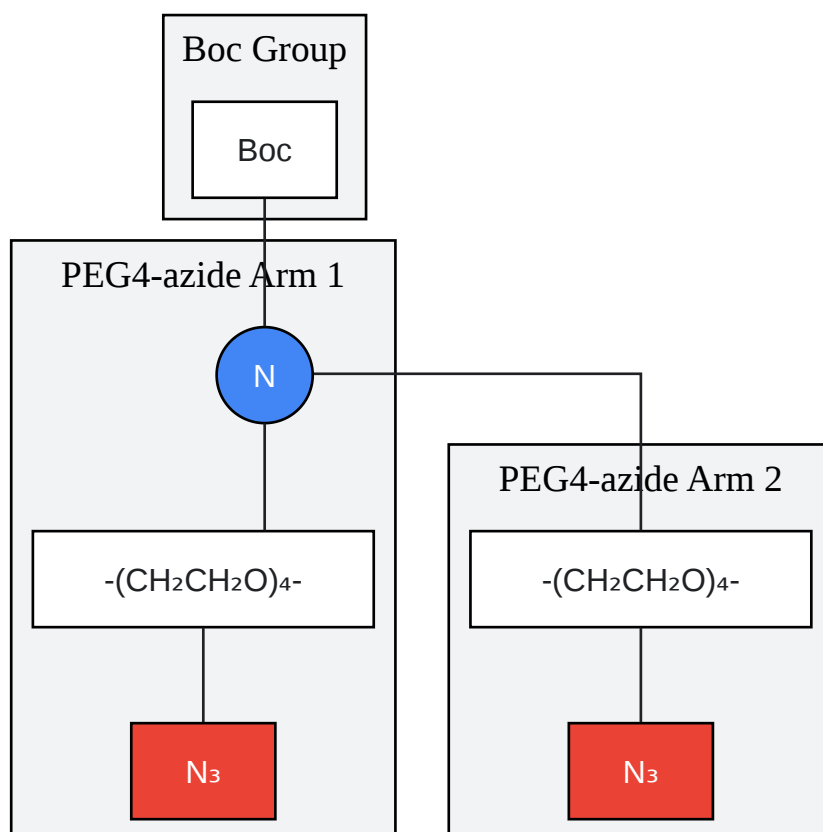 Boc Group
Boc
PEG4-azide Arm 1
N
-(CH₂CH₂O)₄-
N₃
PEG4-azide Arm 2
-(CH₂CH₂O)₄-
N₃